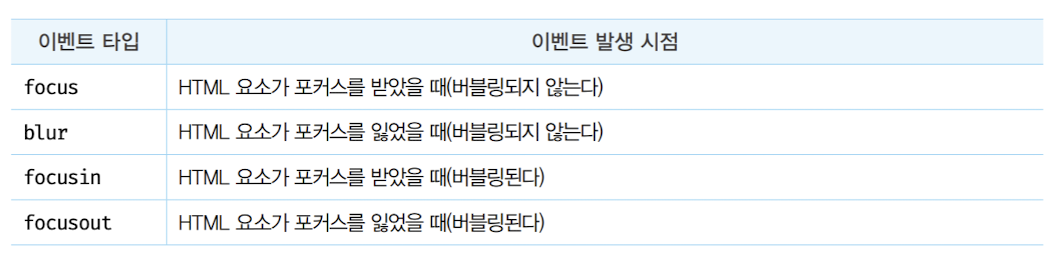 이벤트 타입 이벤트 발생 시점
focus HTML 요소가 포커스를 받았을 때(버블링되지 않는다)
blur HTML 요소가 포커스를 잃었을 때(버블링되지 않는다)
focusin HTML 요소가 포커스를 받았을 때(버블링된다)
focusout HTML 요소가 포커스를 잃었을 때(버블링된다)